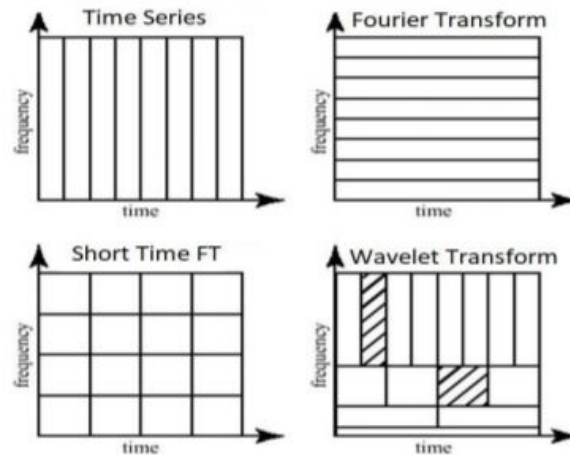 Time Series
frequency
time
Fourier Transform
frequency
time
Short Time FT
frequency
time
Wavelet Transform
frequency
time